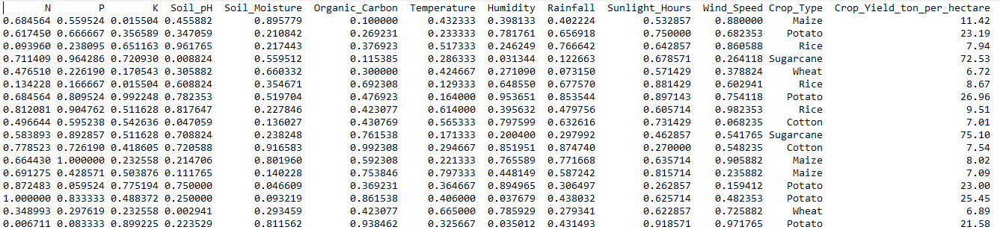 N P K Soil_pH Soil_Moisture Organic_Carbon Temperature Humidity Rainfall Sunlight_Hours Wind_Speed Crop_Type Crop_Yield_ton_per_hectare
0.684564 0.559524 0.015504 0.455882 0.895779 0.100000 0.432333 0.398133 0.402224 0.532857 0.880000 Maize 11.42
0.617450 0.666667 0.356589 0.347059 0.210842 0.269231 0.233333 0.781761 0.656918 0.750000 0.682353 Potato 23.19
0.093960 0.238095 0.651163 0.961765 0.217443 0.376923 0.517333 0.246249 0.766642 0.642857 0.860588 Rice 7.94
0.711409 0.964286 0.720930 0.008824 0.559512 0.115385 0.286333 0.031344 0.122663 0.678571 0.264118 Sugarcane 72.53
0.476510 0.226190 0.170543 0.305882 0.660332 0.300000 0.424667 0.271090 0.073150 0.571429 0.378824 Wheat 6.72
0.134228 0.166667 0.015504 0.608824 0.354671 0.692308 0.129333 0.648550 0.677570 0.881429 0.602941 Rice 8.67
0.684564 0.809524 0.992248 0.782353 0.519704 0.476923 0.164000 0.953651 0.853544 0.897143 0.754118 Potato 26.96
0.812081 0.904762 0.511628 0.817647 0.227846 0.423077 0.614000 0.395632 0.479756 0.605714 0.982353 Rice 9.51
0.496644 0.595238 0.542636 0.047059 0.136027 0.430769 0.565333 0.797599 0.632616 0.731429 0.068235 Cotton 7.01
0.583893 0.892857 0.511628 0.708824 0.238248 0.761538 0.171333 0.200400 0.297992 0.462857 0.541765 Sugarcane 75.10
0.778523 0.726190 0.418605 0.720588 0.916583 0.992308 0.294667 0.851951 0.874740 0.270000 0.548235 Cotton 7.54
0.664430 1.000000 0.232558 0.214706 0.801960 0.592308 0.221333 0.765589 0.771668 0.635714 0.905882 Maize 8.02
0.691275 0.428571 0.503876 0.111765 0.140228 0.753846 0.797333 0.448149 0.587242 0.815714 0.235882 Maize 7.09
0.872483 0.059524 0.775194 0.750000 0.046609 0.369231 0.364667 0.894965 0.306497 0.262857 0.159412 Potato 23.00
1.000000 0.833333 0.488372 0.250000 0.093219 0.861538 0.406000 0.037679 0.438032 0.625714 0.482353 Potato 25.45
0.348993 0.297619 0.232558 0.002941 0.293459 0.423077 0.665000 0.785929 0.279341 0.622857 0.725882 Wheat 6.89
0.006711 0.083333 0.899225 0.223529 0.811562 0.938462 0.325667 0.035012 0.431493 0.918571 0.971765 Potato 21.58